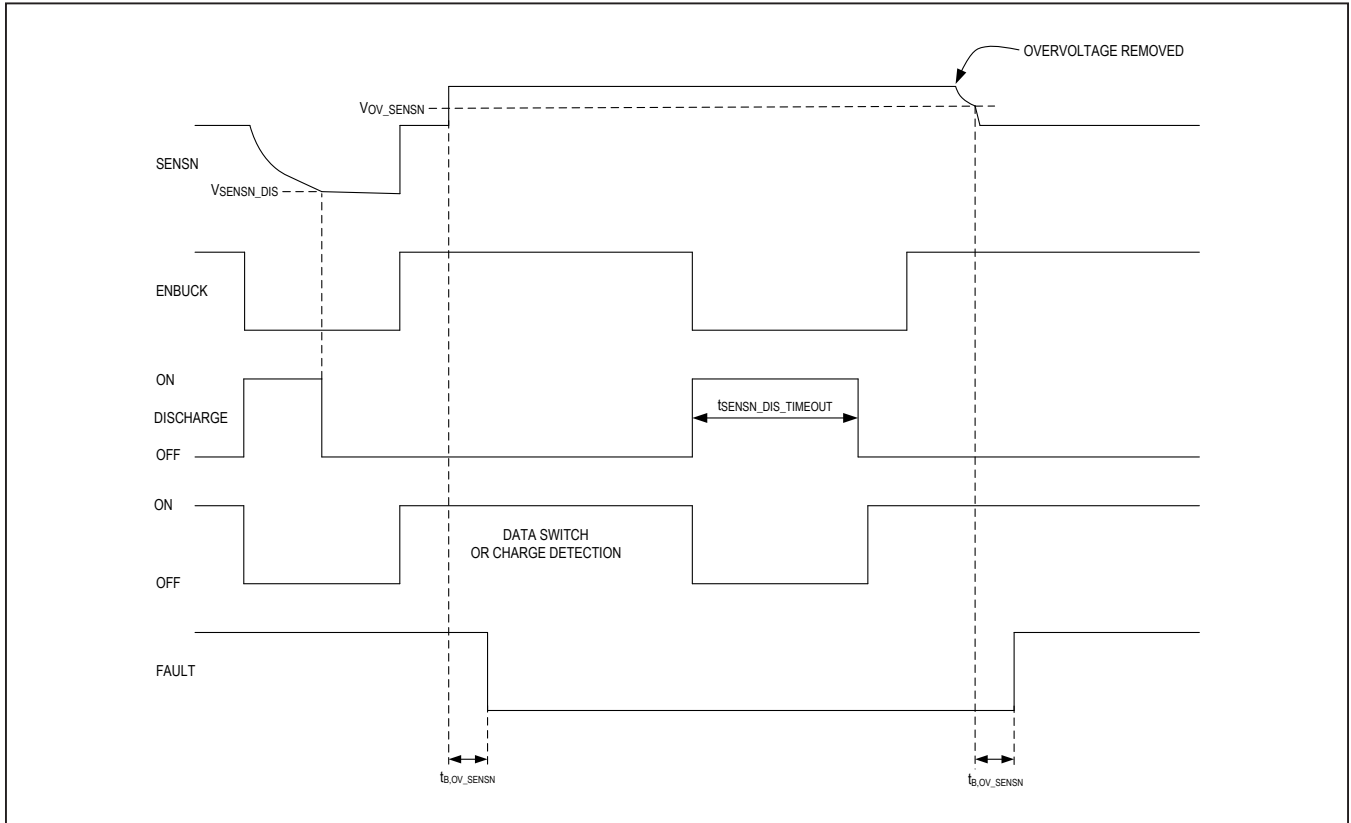 OVERVOLTAGE REMOVED
VOV_SENSN
SENSN
VSENSN_DIS
ENBUCK
ON
DISCHARGE
tSENSN_DIS_TIMEOUT
OFF
ON
DATA SWITCH
OR CHARGE DETECTION
OFF
FAULT
tB,OV_SENSN
tB,OV_SENSN